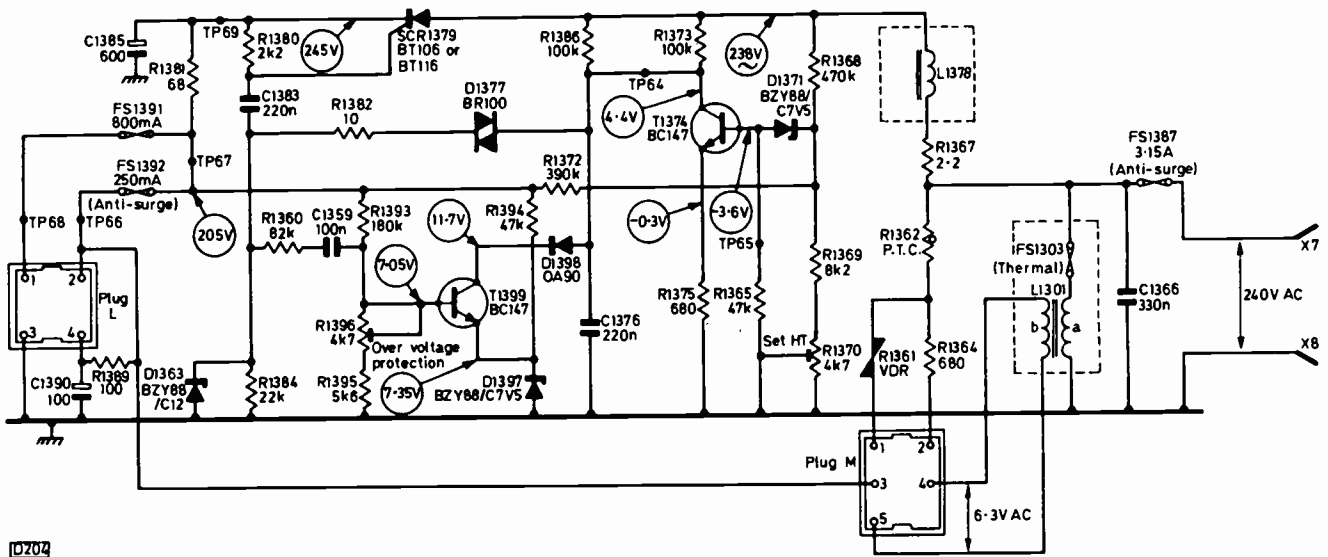 TP69
C1385
600
R1380
2k2
245V
SCR1379
BT106 or
BT116
R1386
100k
R1373
100k
238V
~
R1368
470k
L1378
R1381
68
C1383
220n
R1382
10
D1377
BR100
TP64
4·4V
T1374
BC147
D1371
BZY88/
C7V5
FS1391
800mA
FS1392
250mA
(Anti-surge)
TP67
R1372
390k
R1367
2·2
FS1387
3·15A
(Anti-surge)
TP68
TP66
205V
R1360
82k
C1359
100n
R1393
180k
11·7V
R1394
47k
−0·3V
−3·6V
TP65
R1362
P.T.C.
FS1303
(Thermal)
X7
1
2
Plug
L
3
4
7·05V
T1399
BC147
D1398
OA90
R1369
8k2
L1301
b
a
C1366
330n
240V AC
R1396
4k7
Over voltage
protection
C1376
220n
R1375
680
R1365
47k
Set HT
R1370
4k7
R1361
VDR
R1364
680
X8
C1390
100
R1389
100
D1363
BZY88
/C12
R1384
22k
R1395
5k6
7·35V
D1397
BZY88/C7V5
Plug M
1
2
3
4
5
6·3V AC
D204